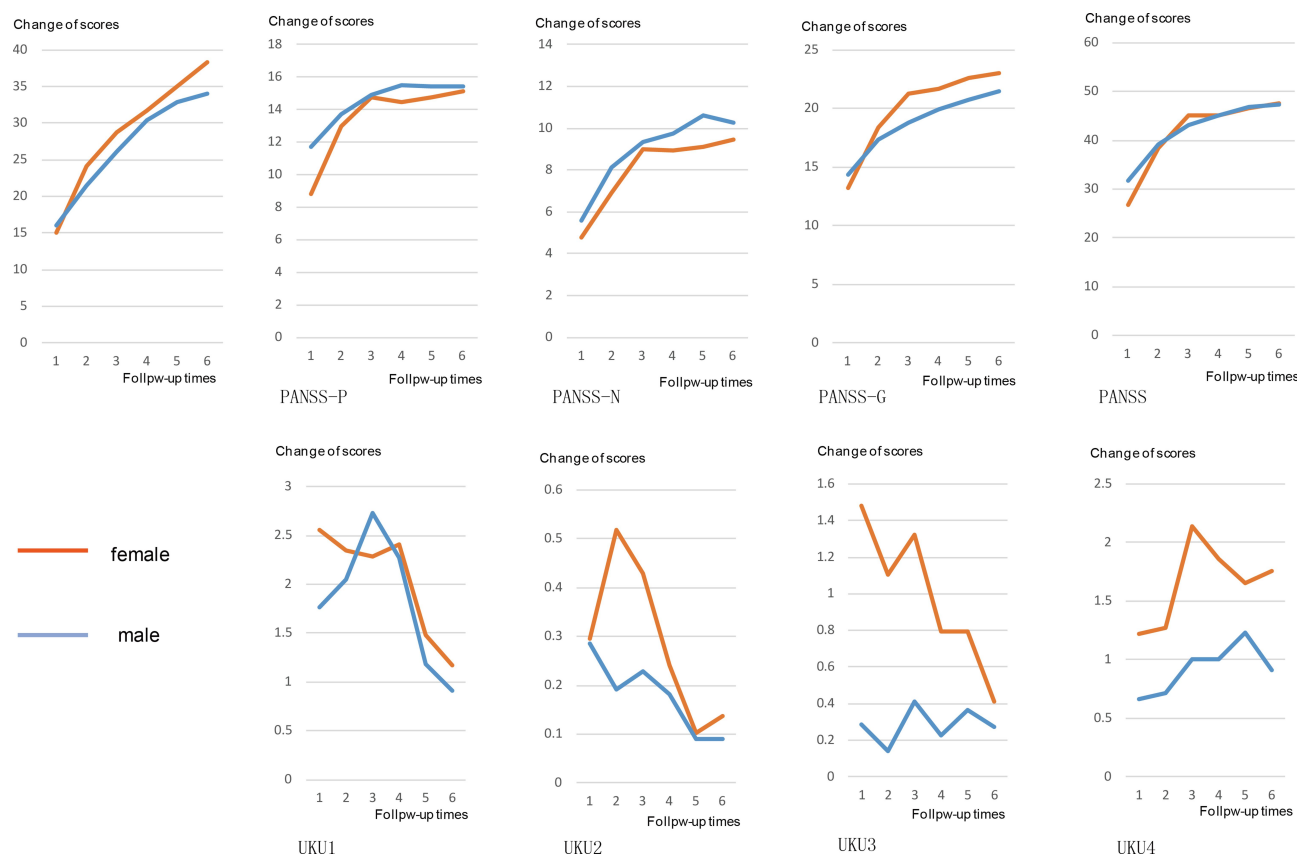 Change of scores
40
35
30
25
20
15
10
5
0
1 2 3 4 5 6
Follpw-up times
Change of scores
18
16
14
12
10
8
6
4
2
0
1 2 3 4 5 6
Follpw-up times
PANSS-P
Change of scores
14
12
10
8
6
4
2
0
1 2 3 4 5 6
Follpw-up times
PANSS-N
Change of scores
25
20
15
10
5
0
1 2 3 4 5 6
Follpw-up times
PANSS-G
Change of scores
60
50
40
30
20
10
0
1 2 3 4 5 6
Follpw-up times
PANSS
female
male
Change of scores
3
2.5
2
1.5
1
0.5
0
1 2 3 4 5 6
Follpw-up times
UKU1
Change of scores
0.6
0.5
0.4
0.3
0.2
0.1
0
1 2 3 4 5 6
Follpw-up times
UKU2
Change of scores
1.6
1.4
1.2
1
0.8
0.6
0.4
0.2
0
1 2 3 4 5 6
Follpw-up times
UKU3
Change of scores
2.5
2
1.5
1
0.5
0
1 2 3 4 5 6
Follpw-up times
UKU4